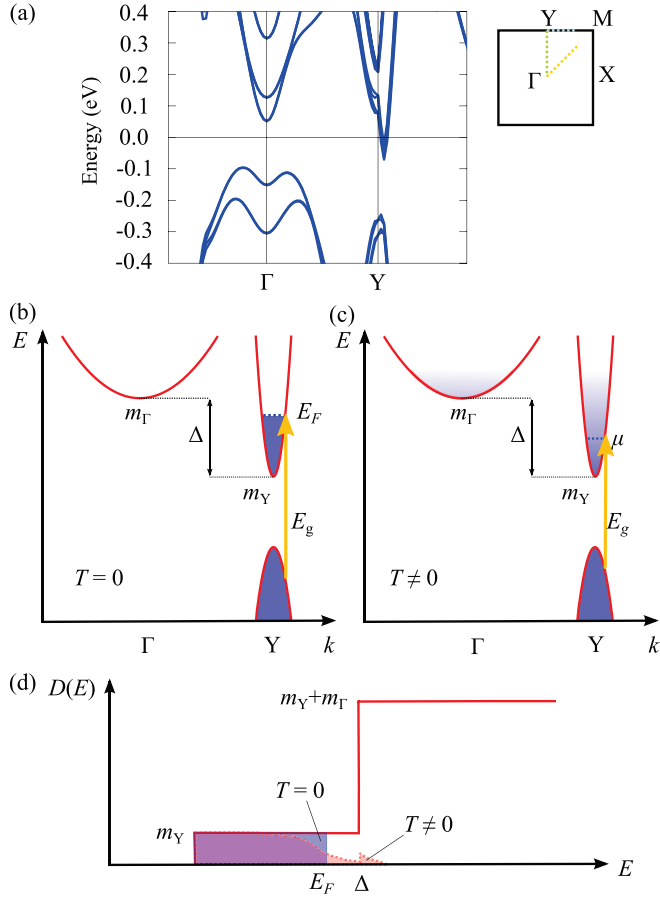 (a)
Energy (eV)
0.4
0.3
0.2
0.1
0.0
-0.1
-0.2
-0.3
-0.4
Γ
Y
Y
M
Γ
X
(b)
E
m_Γ
Δ
E_F
m_Y
E_g
T = 0
Γ
Y
k
(c)
E
m_Γ
Δ
μ
m_Y
E_g
T ≠ 0
Γ
Y
k
(d)
D(E)
m_Y+m_Γ
T = 0
T ≠ 0
m_Y
E_F
Δ
E